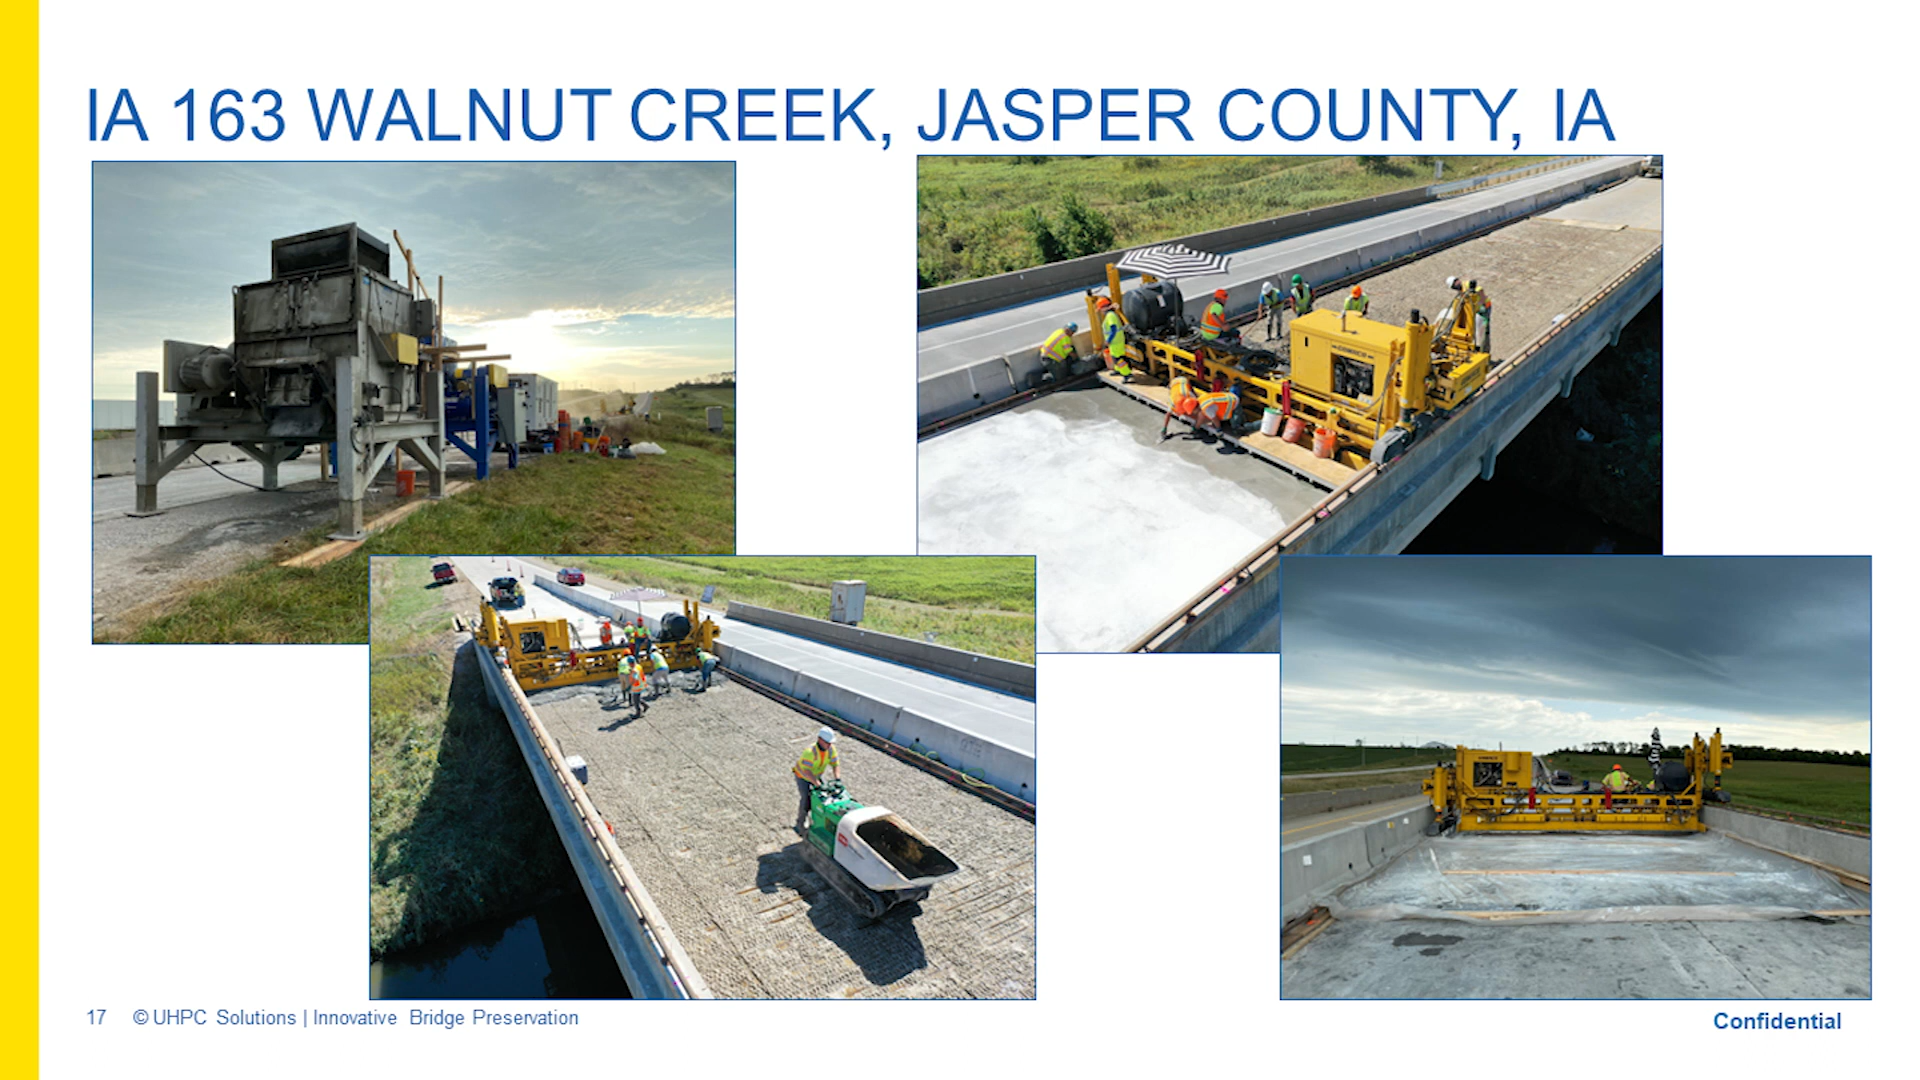 IA 163 WALNUT CREEK, JASPER COUNTY, IA
17 © UHPC Solutions | Innovative Bridge Preservation
Confidential